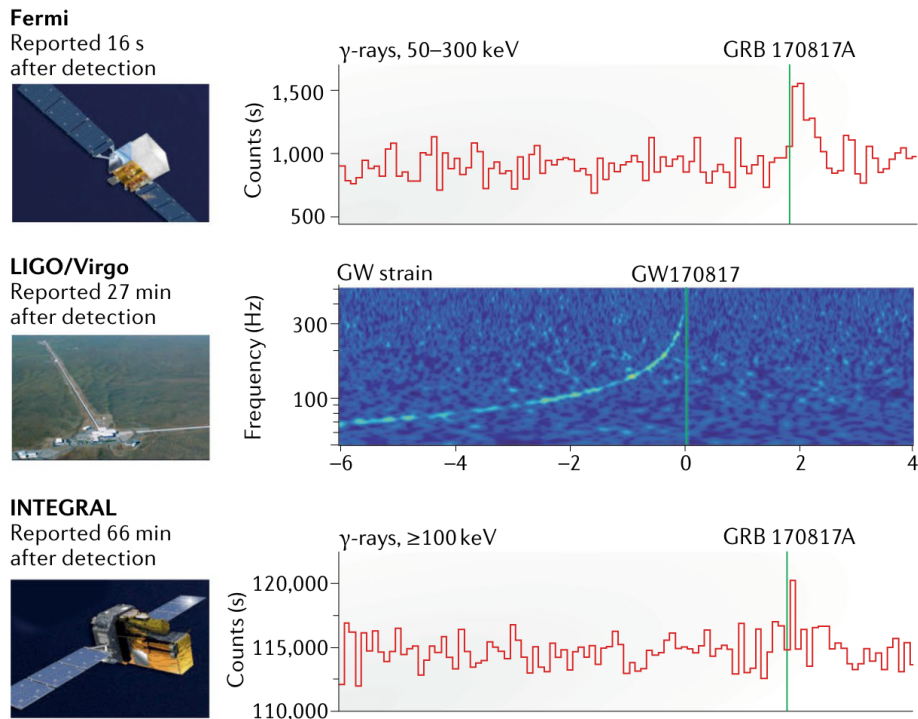 Fermi
Reported 16 s
after detection
γ-rays, 50–300 keV
GRB 170817A
Counts (s)
1,500
1,000
500
LIGO/Virgo
Reported 27 min
after detection
GW strain
GW170817
Frequency (Hz)
300
100
–6
–4
–2
0
2
4
INTEGRAL
Reported 66 min
after detection
γ-rays, ≥100 keV
GRB 170817A
Counts (s)
120,000
115,000
110,000